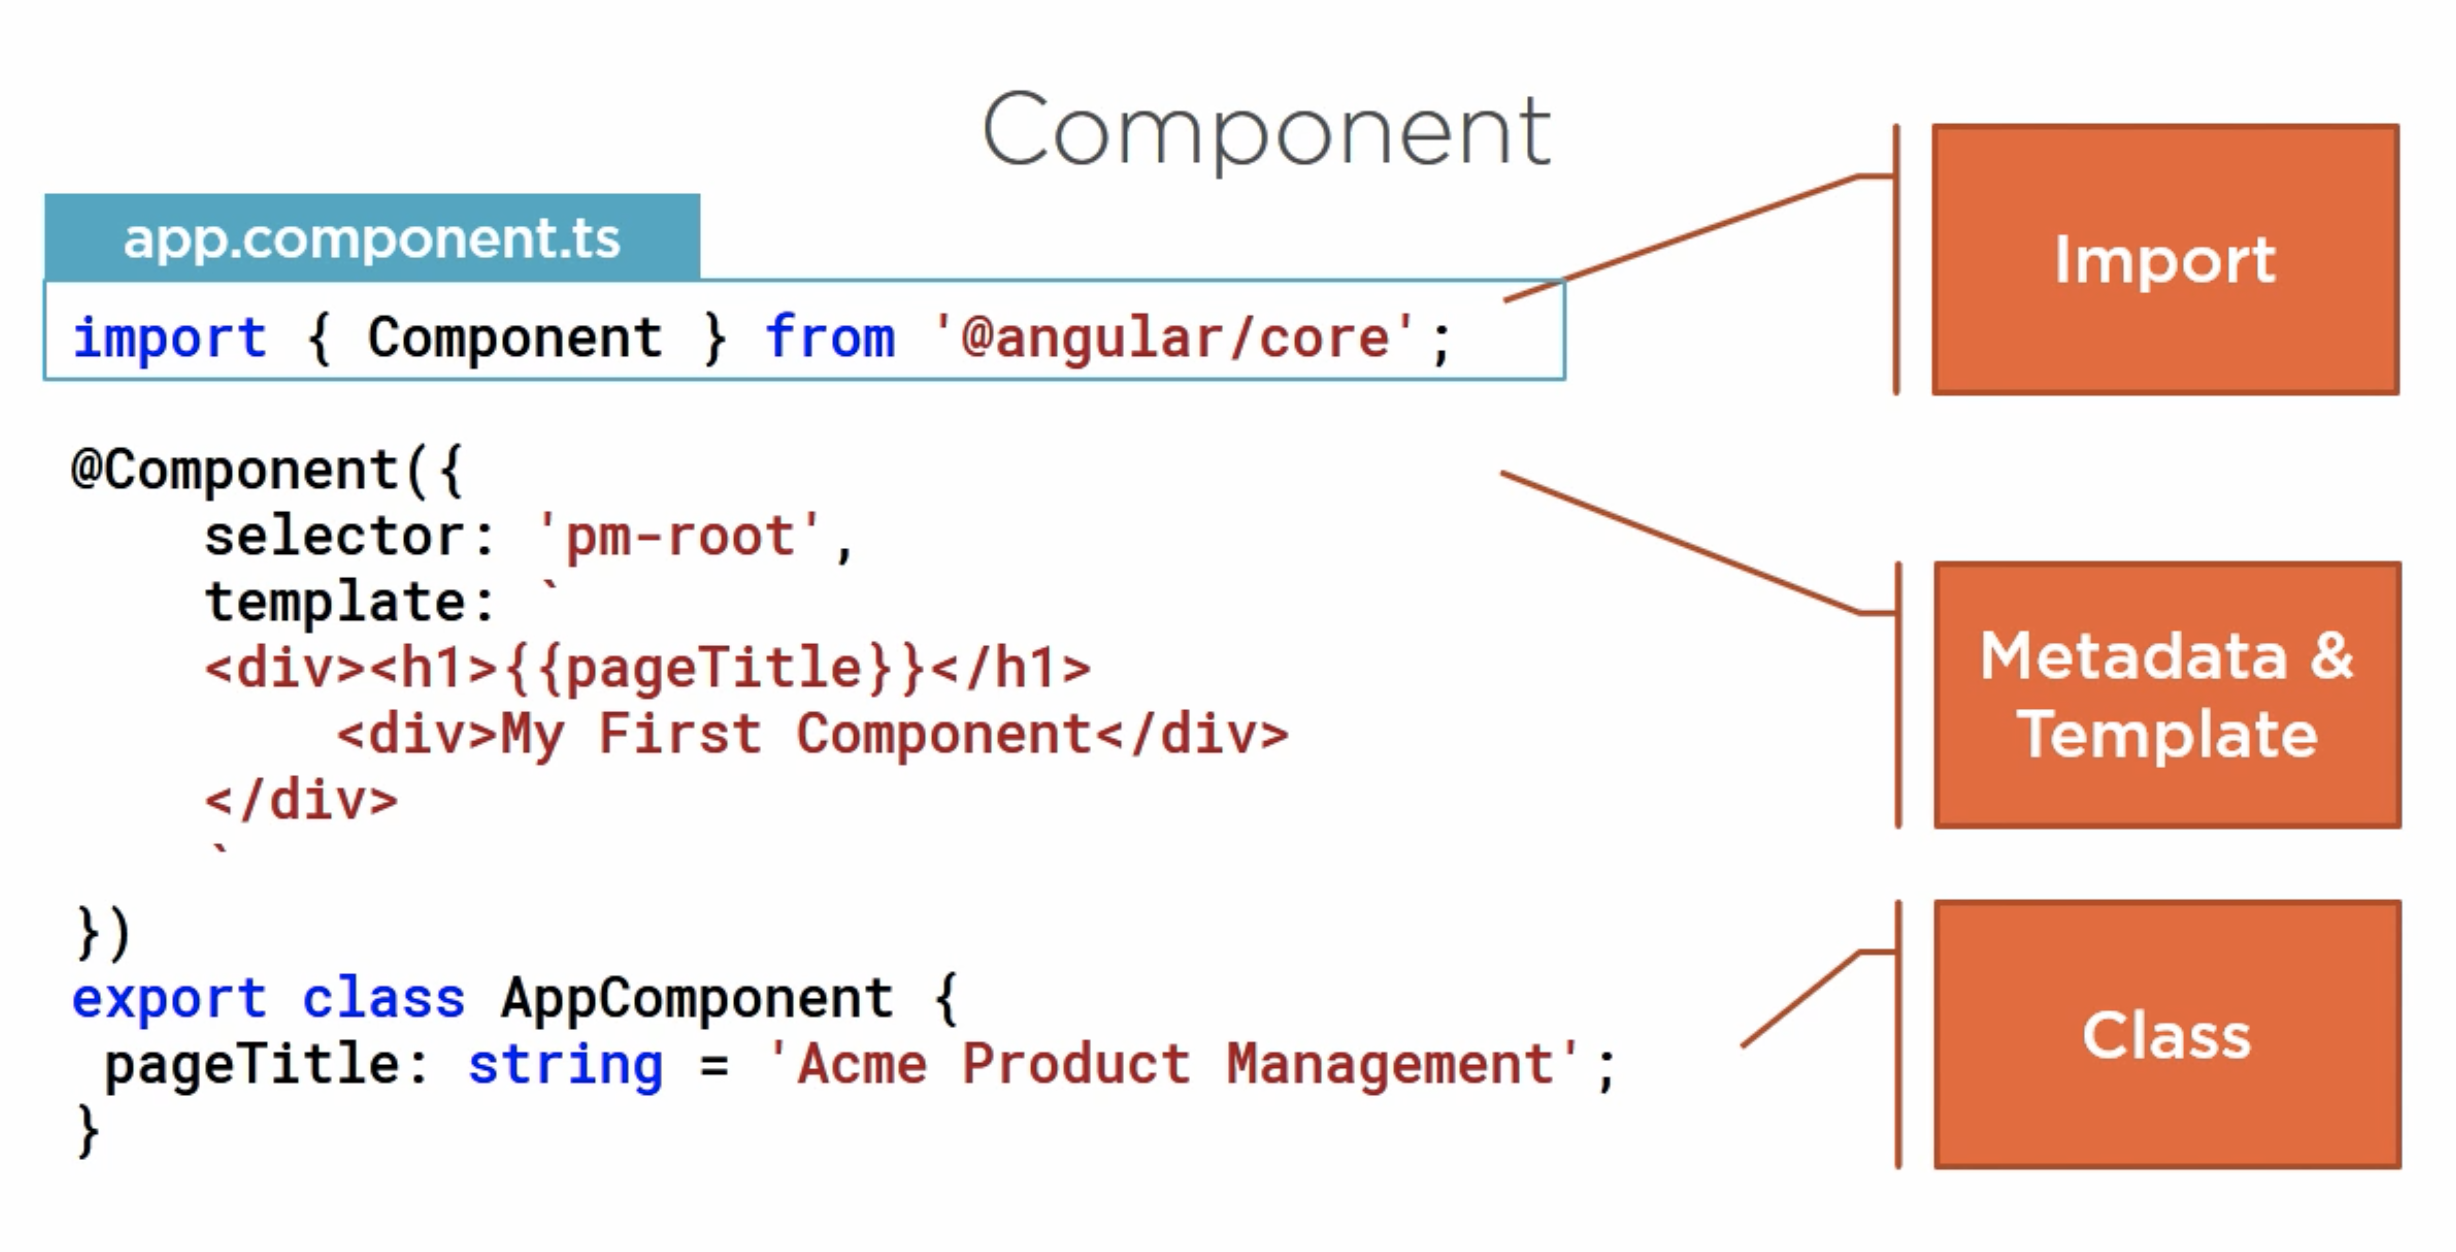 Component
app.component.ts
import { Component } from '@angular/core';
@Component({
    selector: 'pm-root',
    template: `
    <div><h1>{{pageTitle}}</h1>
        <div>My First Component</div>
    </div>
    `
})
export class AppComponent {
 pageTitle: string = 'Acme Product Management';
}
Import
Metadata &
Template
Class